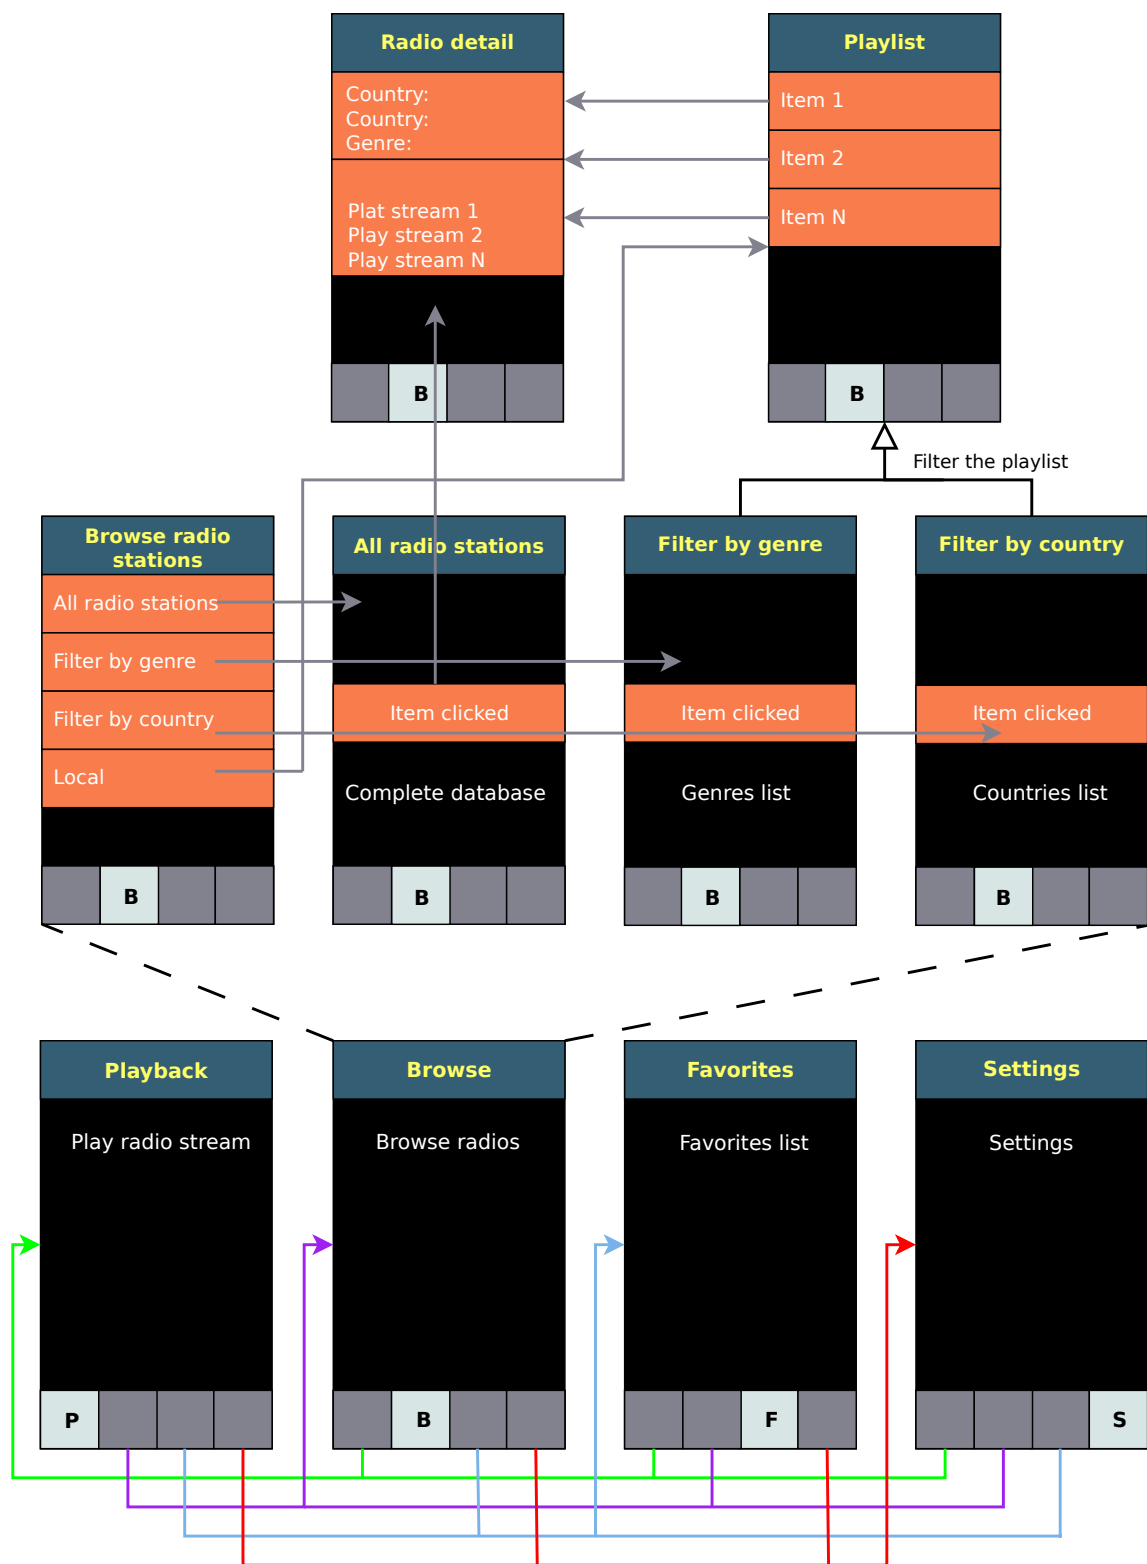 Radio detail
Country:
Country:
Genre:
Plat stream 1
Play stream 2
Play stream N
B
Playlist
Item 1
Item 2
Item N
B
Filter the playlist
Browse radio
stations
All radio stations
Filter by genre
Filter by country
Local
B
All radio stations
Item clicked
Complete database
B
Filter by genre
Item clicked
Genres list
B
Filter by country
Item clicked
Countries list
B
Playback
Play radio stream
P
Browse
Browse radios
B
Favorites
Favorites list
F
Settings
Settings
S